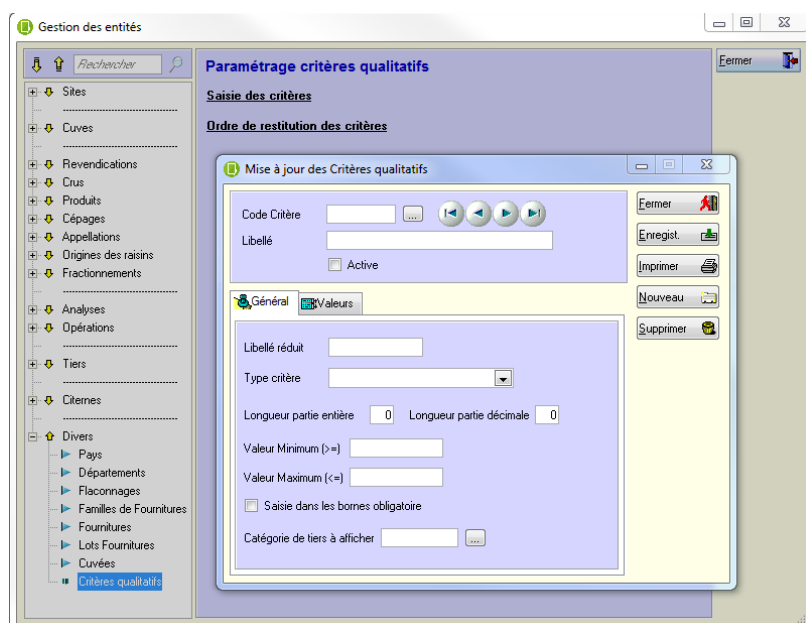 Gestion des entités
Rechercher
Sites
Cuves
Revendications
Crus
Produits
Cépages
Appellations
Origines des raisins
Fractionnements
Analyses
Opérations
Tiers
Citernes
Divers
Pays
Départements
Flaconnages
Familles de Fournitures
Fournitures
Lots Fournitures
Cuvées
Critères qualitatifs
Paramétrage critères qualitatifs
Saisie des critères
Ordre de restitution des critères
Fermer
Mise à jour des Critères qualitatifs
Code Critère ...
Libellé
Active
Fermer
Enregist.
Imprimer
Nouveau
Supprimer
Général Valeurs
Libellé réduit
Type critère
Longueur partie entière 0 Longueur partie décimale 0
Valeur Minimum (>=)
Valeur Maximum (<=)
Saisie dans les bornes obligatoire
Catégorie de tiers à afficher ...